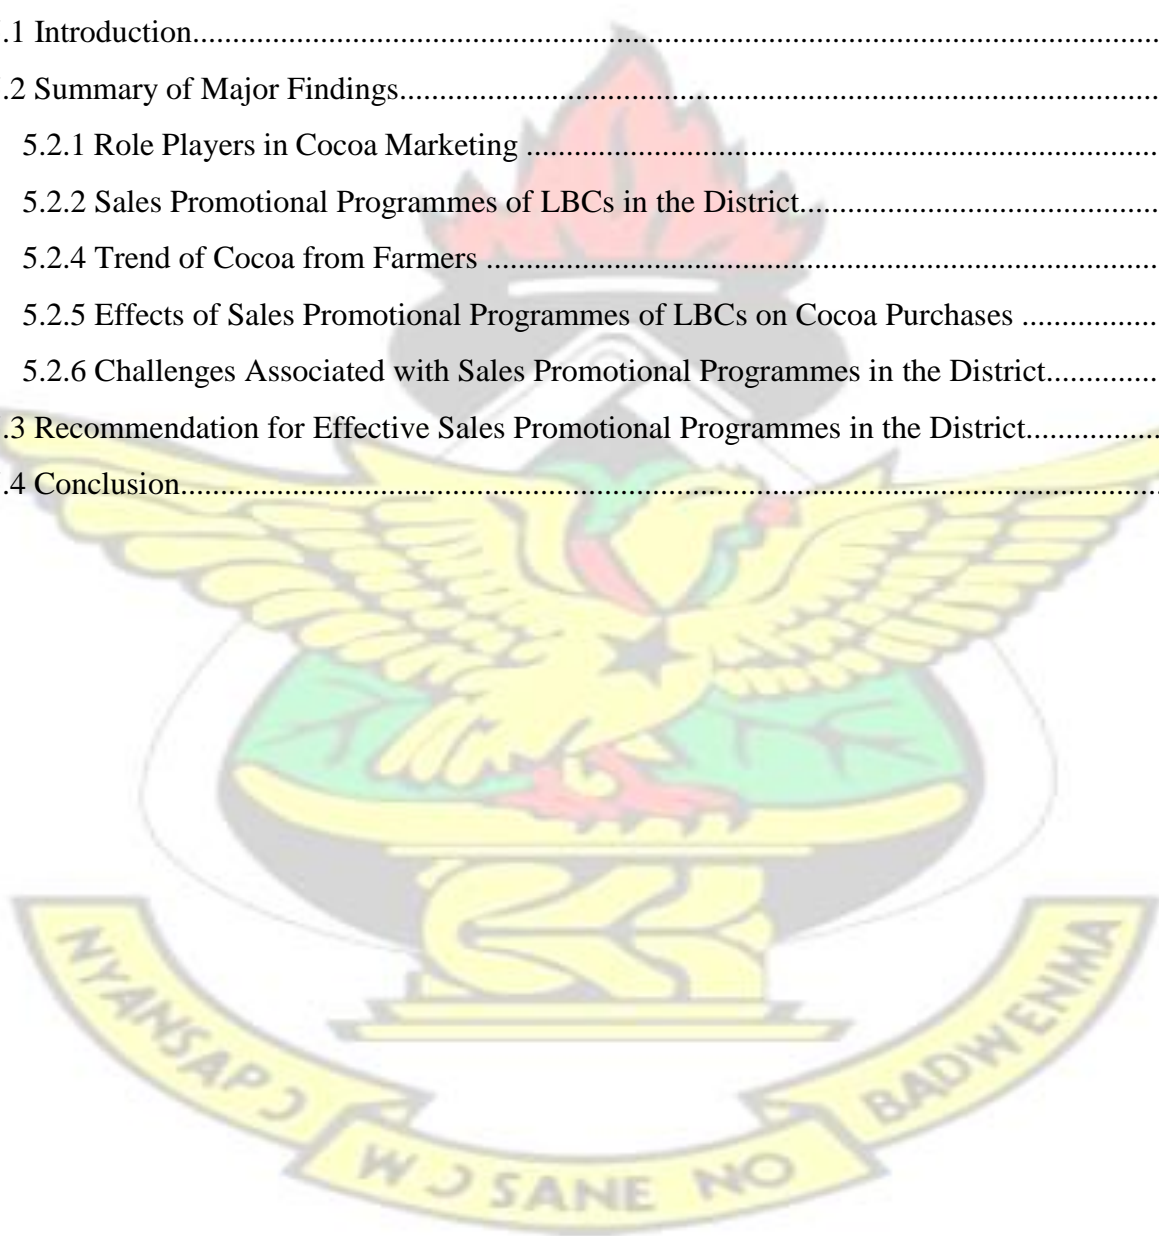 .1 Introduction..........................................................................................................................
.2 Summary of Major Findings................................................................................................
5.2.1 Role Players in Cocoa Marketing ................................................................................
5.2.2 Sales Promotional Programmes of LBCs in the District.............................................
5.2.4 Trend of Cocoa from Farmers .....................................................................................
5.2.5 Effects of Sales Promotional Programmes of LBCs on Cocoa Purchases .................
5.2.6 Challenges Associated with Sales Promotional Programmes in the District..............
.3 Recommendation for Effective Sales Promotional Programmes in the District.................
.4 Conclusion...........................................................................................................................
NYANSAPƆ
WƆSANE NO
BADWENMA